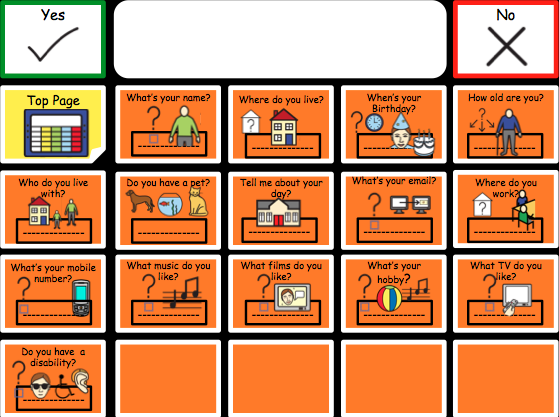 Yes
No
Top Page
What's your name?
Where do you live?
When's your
Birthday?
How old are you?
Who do you live
with?
Do you have a pet?
Tell me about your
day?
What's your email?
Where do you
work?
What's your mobile
number?
What music do you
like?
What films do you
like?
What's your
hobby?
What TV do you
like?
Do you have a
disability?